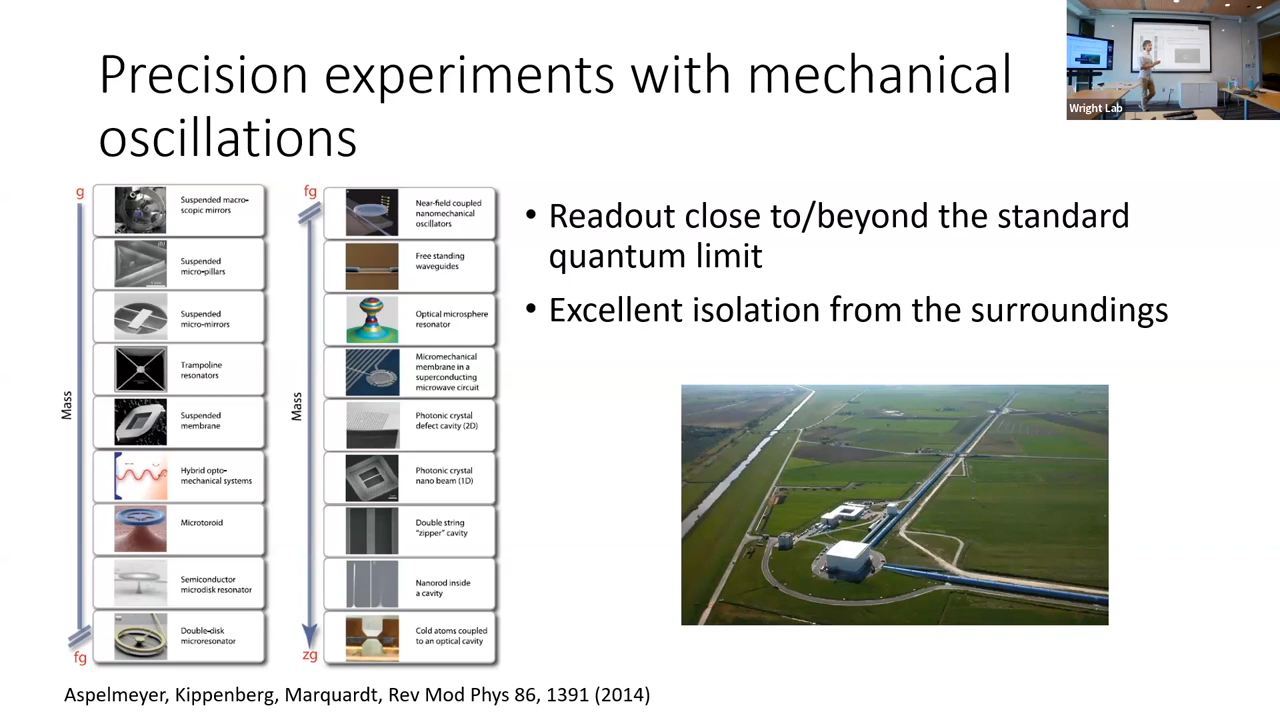 Precision experiments with mechanical
oscillations
Wright Lab
g
Suspended macro-
scopic mirrors
Suspended
micro-pillars
Suspended
micro-mirrors
Trampoline
resonators
Suspended
membrane
Hybrid opto-
mechanical systems
Microtoroid
Semiconductor
microdisk resonator
Double-disk
microresonator
Mass
fg
fg
Near-field coupled
nanomechanical
oscillators
Free standing
waveguides
Optical microsphere
resonator
Micromechanical
membrane in a
superconducting
microwave circuit
Photonic crystal
defect cavity (2D)
Photonic crystal
nano beam (1D)
Double string
"zipper" cavity
Nanorod inside
a cavity
Cold atoms coupled
to an optical cavity
Mass
zg
• Readout close to/beyond the standard
quantum limit
• Excellent isolation from the surroundings
Aspelmeyer, Kippenberg, Marquardt, Rev Mod Phys 86, 1391 (2014)